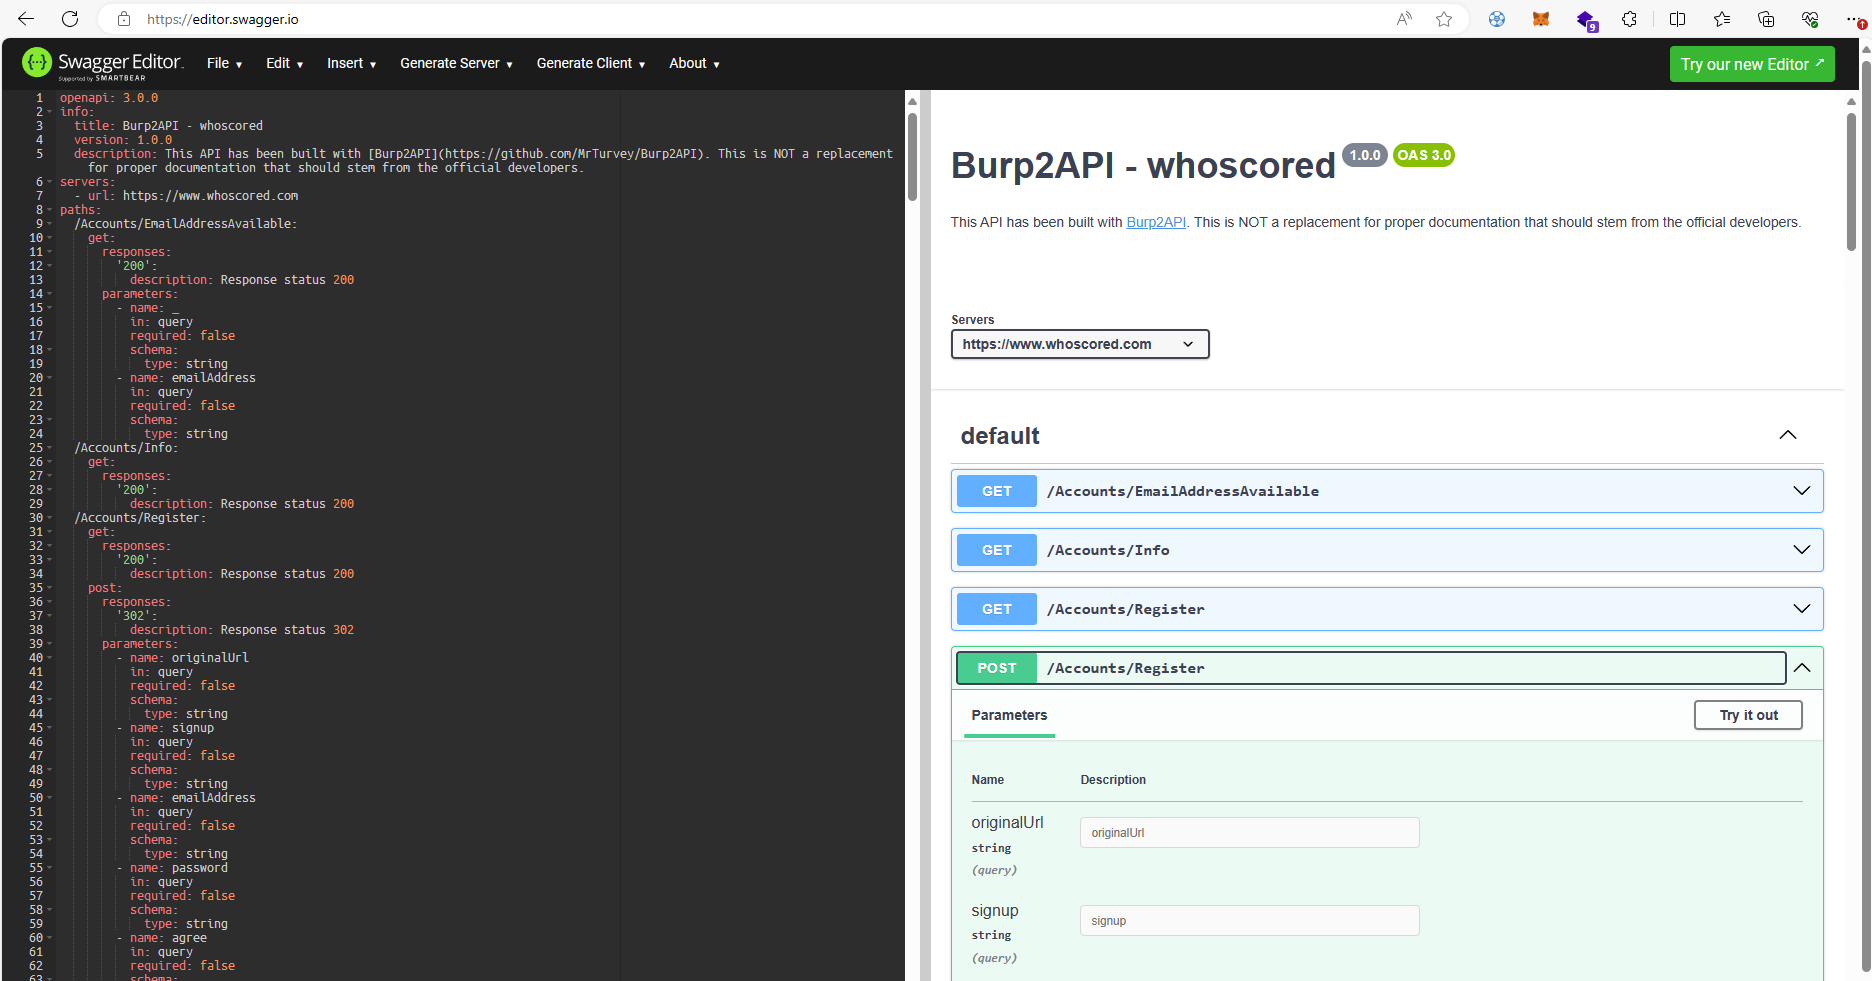 https://editor.swagger.io
9
Swagger Editor
Supported by SMARTBEAR
File
Edit
Insert
Generate Server
Generate Client
About
Try our new Editor
1 openapi: 3.0.0
2 info:
3 title: Burp2API - whoscored
4 version: 1.0.0
5 description: This API has been built with [Burp2API](https://github.com/MrTurvey/Burp2API). This is NOT a replacement
for proper documentation that should stem from the official developers.
6 servers:
7 - url: https://www.whoscored.com
8 paths:
9 /Accounts/EmailAddressAvailable:
10 get:
11 responses:
12 '200':
13 description: Response status 200
14 parameters:
15 - name: _
16 in: query
17 required: false
18 schema:
19 type: string
20 - name: emailAddress
21 in: query
22 required: false
23 schema:
24 type: string
25 /Accounts/Info:
26 get:
27 responses:
28 '200':
29 description: Response status 200
30 /Accounts/Register:
31 get:
32 responses:
33 '200':
34 description: Response status 200
35 post:
36 responses:
37 '302':
38 description: Response status 302
39 parameters:
40 - name: originalUrl
41 in: query
42 required: false
43 schema:
44 type: string
45 - name: signup
46 in: query
47 required: false
48 schema:
49 type: string
50 - name: emailAddress
51 in: query
52 required: false
53 schema:
54 type: string
55 - name: password
56 in: query
57 required: false
58 schema:
59 type: string
60 - name: agree
61 in: query
62 required: false
63 schema:
Burp2API - whoscored 1.0.0 OAS 3.0
This API has been built with Burp2API. This is NOT a replacement for proper documentation that should stem from the official developers.
Servers
https://www.whoscored.com
default
GET /Accounts/EmailAddressAvailable
GET /Accounts/Info
GET /Accounts/Register
POST /Accounts/Register
Parameters
Try it out
Name Description
originalUrl
string
(query)
originalUrl
signup
string
(query)
signup